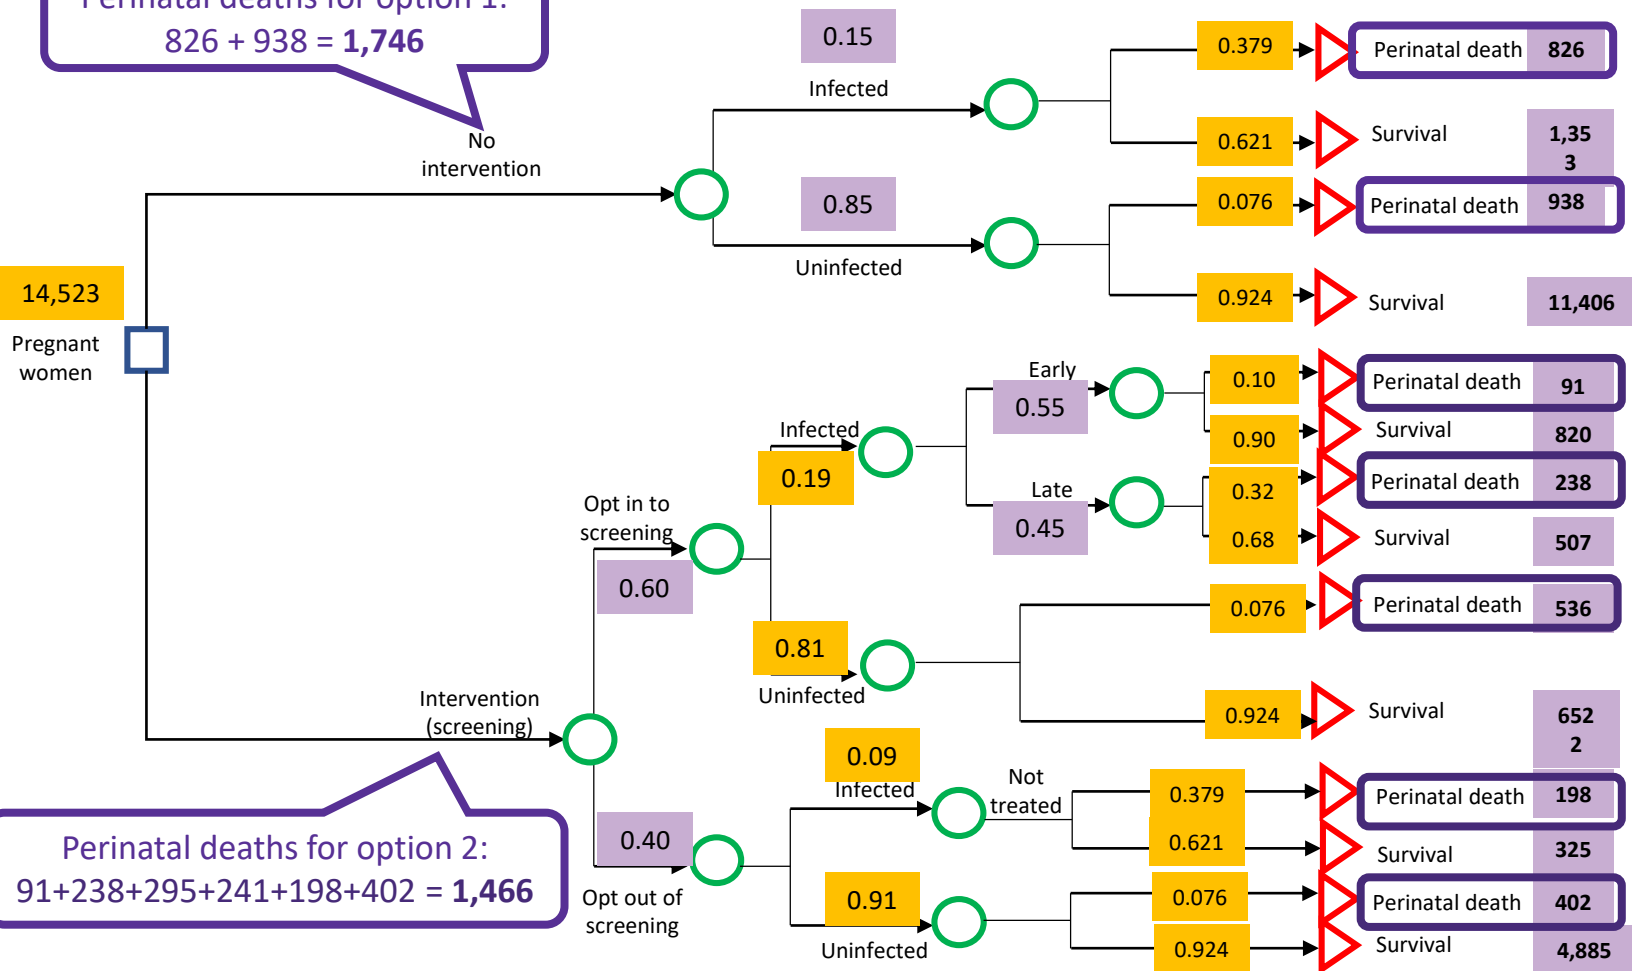 Perinatal deaths for option 1:
826 + 938 = 1,746
0.15
Infected
0.379
Perinatal death 826
0.621
Survival 1,35
3
No
intervention
0.85
Uninfected
0.076
Perinatal death 938
0.924
Survival 11,406
14,523
Pregnant
women
Early
0.55
0.10
Perinatal death 91
0.90
Survival 820
Infected
0.19
Late
0.45
0.32
Perinatal death 238
0.68
Survival 507
Opt in to
screening
0.60
0.81
Uninfected
0.076
Perinatal death 536
0.924
Survival 652
2
Intervention
(screening)
0.09
Infected
Not
treated
0.379
Perinatal death 198
0.621
Survival 325
0.40
Opt out of
screening
0.91
Uninfected
0.076
Perinatal death 402
0.924
Survival 4,885
Perinatal deaths for option 2:
91+238+295+241+198+402 = 1,466